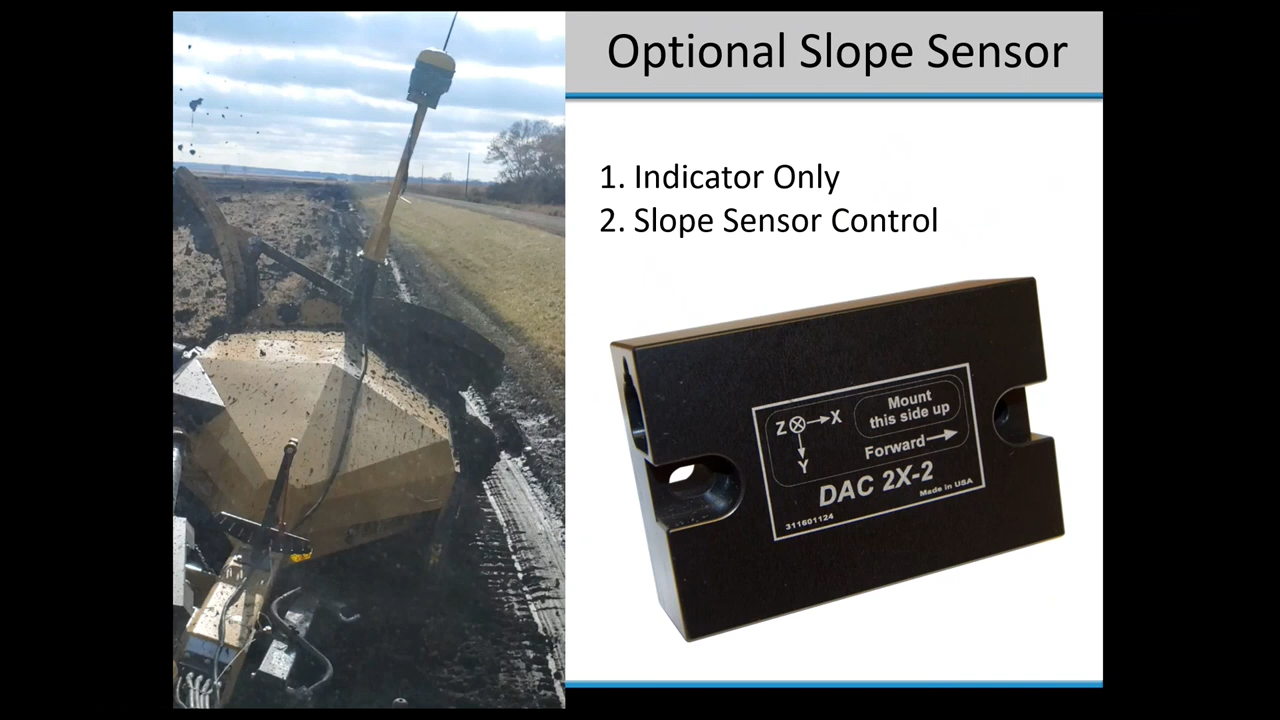 Optional Slope Sensor
1. Indicator Only
2. Slope Sensor Control
Mount
this side up
Z X
Forward
Y
DAC 2X-2
Made in USA
311601124